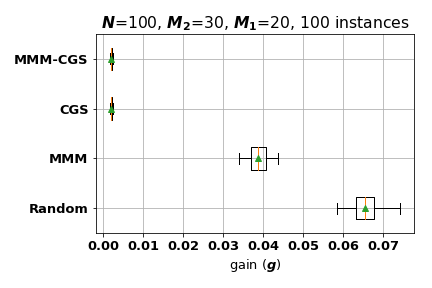 N=100, M₂=30, M₁=20, 100 instances
MMM-CGS
CGS
MMM
Random
0.00 0.01 0.02 0.03 0.04 0.05 0.06 0.07
gain (g)